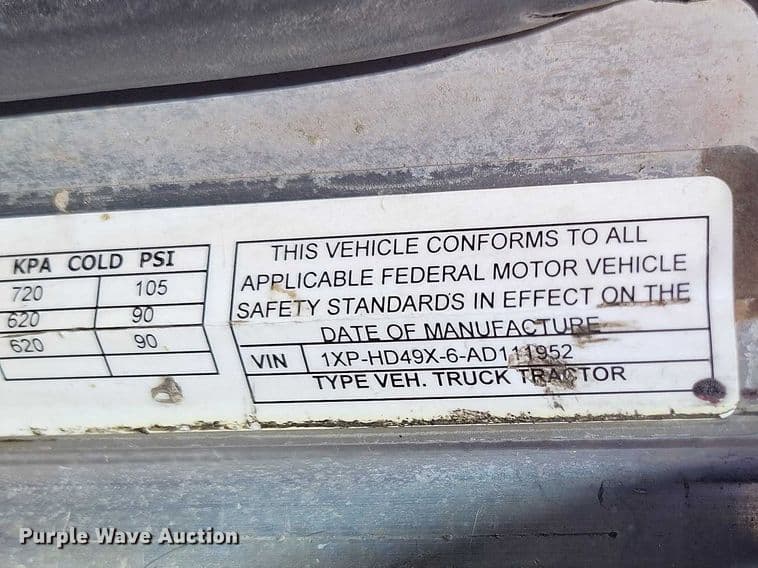 KPA COLD PSI
720 105
620 90
620 90
THIS VEHICLE CONFORMS TO ALL
APPLICABLE FEDERAL MOTOR VEHICLE
SAFETY STANDARDS IN EFFECT ON THE
DATE OF MANUFACTURE
VIN 1XP-HD49X-6-AD111952
TYPE VEH. TRUCK TRACTOR
Purple Wave Auction